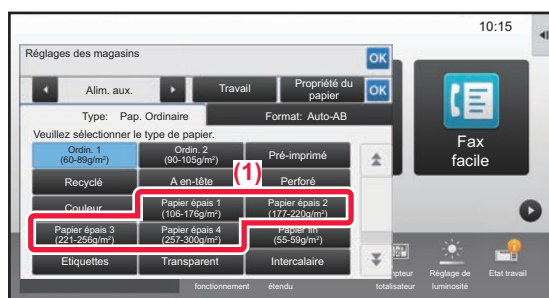 10:15
Réglages des magasins
OK
Alim. aux.
Travail
Propriété du
papier
OK
Type: Pap. Ordinaire
Format: Auto-AB
Veuillez sélectionner le type de papier.
Ordin. 1
(60-89g/m²)
Ordin. 2
(90-105g/m²)
Pré-imprimé
Recyclé
A en-tête
(1)
Perforé
Couleur
Papier épais 1
(106-176g/m²)
Papier épais 2
(177-220g/m²)
Papier épais 3
(221-256g/m²)
Papier épais 4
(257-300g/m²)
Papier fin
(55-59g/m²)
Etiquettes
Transparent
Intercalaire
Fax
facile
fonctionnement
étendu
totalisateur
Réglage de
luminosité
Etat travail